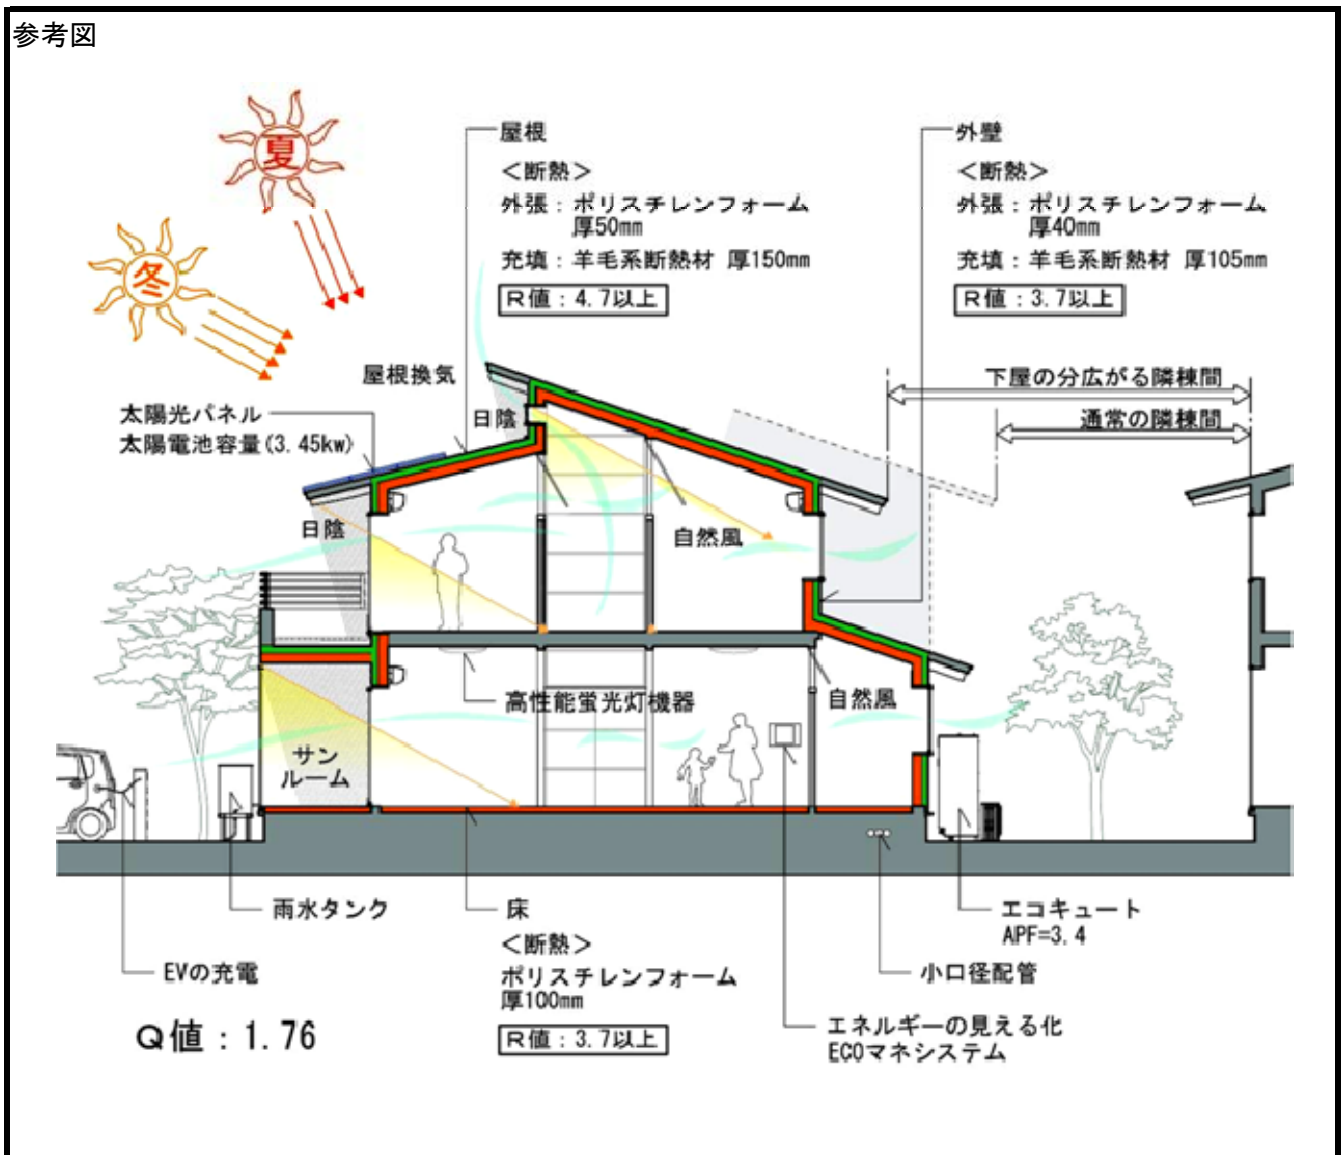 参考図
夏
冬
屋根
<断熱>
外張：ポリスチレンフォーム
厚50mm
充填：羊毛系断熱材 厚150mm
R値：4.7以上
外壁
<断熱>
外張：ポリスチレンフォーム
厚40mm
充填：羊毛系断熱材 厚105mm
R値：3.7以上
屋根換気
下屋の分広がる隣棟間
通常の隣棟間
太陽光パネル
太陽電池容量(3.45kw)
日陰
日陰
自然風
高性能蛍光灯機器
自然風
サン
ルーム
雨水タンク
床
<断熱>
ポリスチレンフォーム
厚100mm
R値：3.7以上
エコキュート
APF=3.4
EVの充電
小口径配管
Q値：1.76
エネルギーの見える化
ECOマネシステム